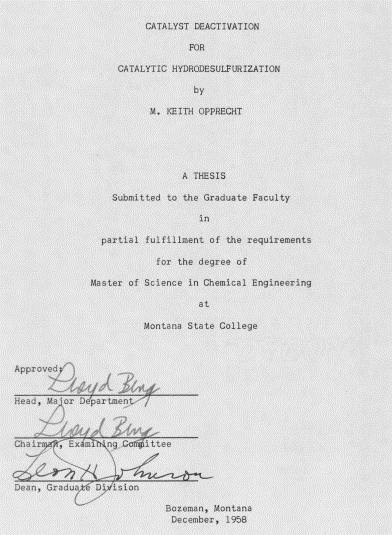 CATALYST DEACTIVATION
FOR
CATALYTIC HYDRODESULFURIZATION
by
M. KEITH OPPRECHT
A THESIS
Submitted to the Graduate Faculty
in
partial fulfillment of the requirements
for the degree of
Master of Science in Chemical Engineering
at
Montana State College
Approved:
Lloyd Berg
Head, Major Department
Lloyd Berg
Chairman, Examining Committee
Leon H Johnson
Dean, Graduate Division
Bozeman, Montana
December, 1958